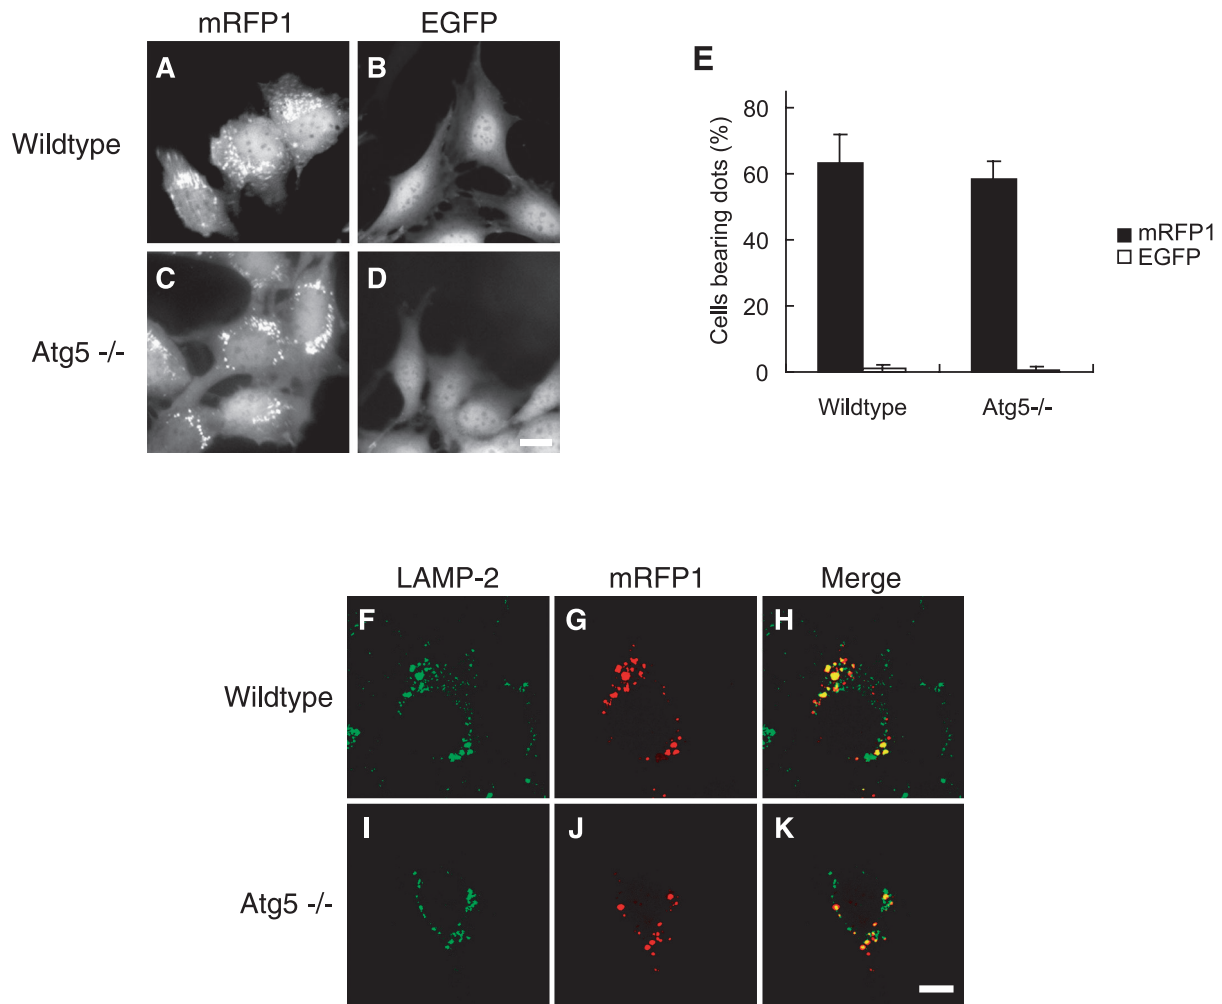 mRFP1 EGFP
A B
Wildtype
C D
Atg5 -/-
E
Cells bearing dots (%)
80
60
40
20
0
Wildtype Atg5-/-
mRFP1
EGFP
LAMP-2 mRFP1 Merge
F G H
Wildtype
I J K
Atg5 -/-